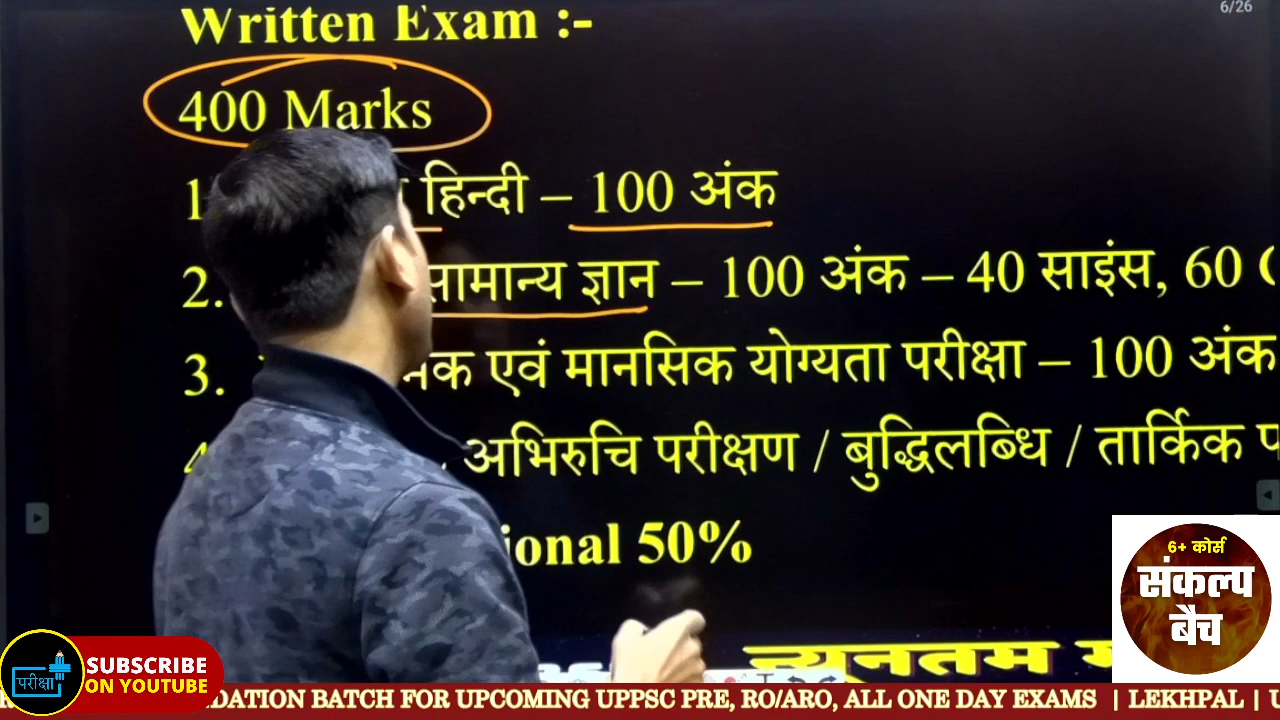 6/26
Written Exam :-
400 Marks
1 हिन्दी – 100 अंक
2. सामान्य ज्ञान – 100 अंक – 40 साइंस, 60
3. एवं मानसिक योग्यता परीक्षा – 100 अंक
अभिरुचि परीक्षण / बुद्धिलब्धि / तार्किक
ional 50%
न्यूनतम
6+ कोर्स
संकल्प
बैच
परीक्षा
SUBSCRIBE
ON YOUTUBE
DATION BATCH FOR UPCOMING UPPSC PRE, RO/ARO, ALL ONE DAY EXAMS | LEKHPAL | U